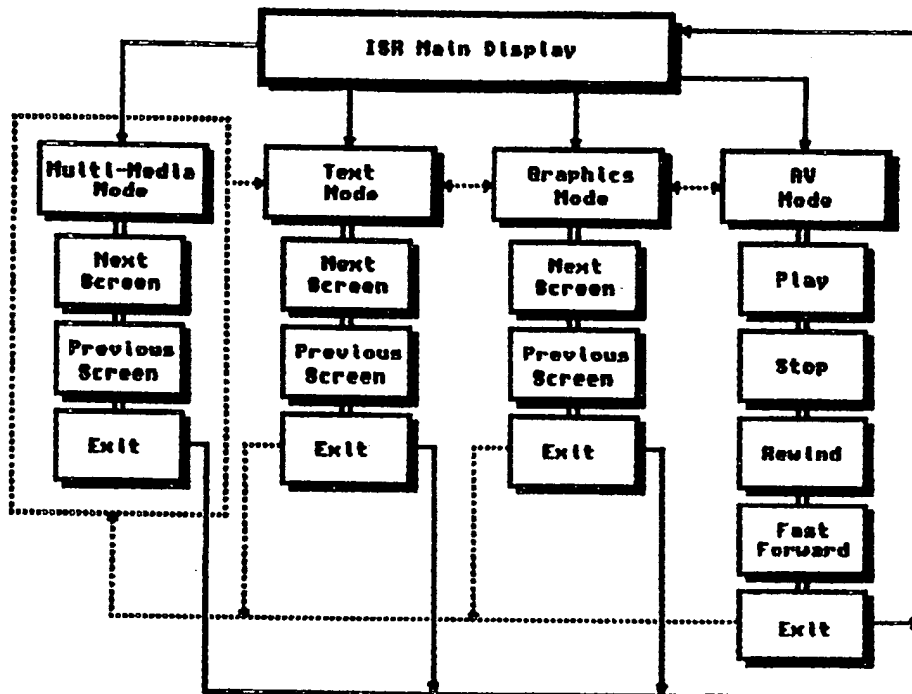 ISR Main Display
Multi-Media
Mode
Next
Screen
Previous
Screen
Exit
Text
Mode
Next
Screen
Previous
Screen
Exit
Graphics
Mode
Next
Screen
Previous
Screen
Exit
AV
Mode
Play
Stop
Rewind
Fast
Forward
Exit